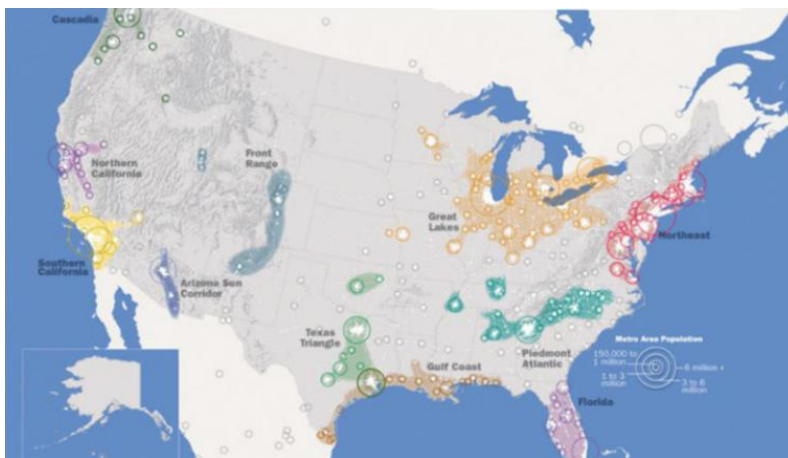 Cascadia
Northern
California
Front
Range
Great
Lakes
Northeast
Southern
California
Arizona Sun
Corridor
Texas
Triangle
Gulf Coast
Piedmont
Atlantic
Florida
Metro Area Population
150,000 to
1 million
1 to 3
million
6 million +
3 to 6
million